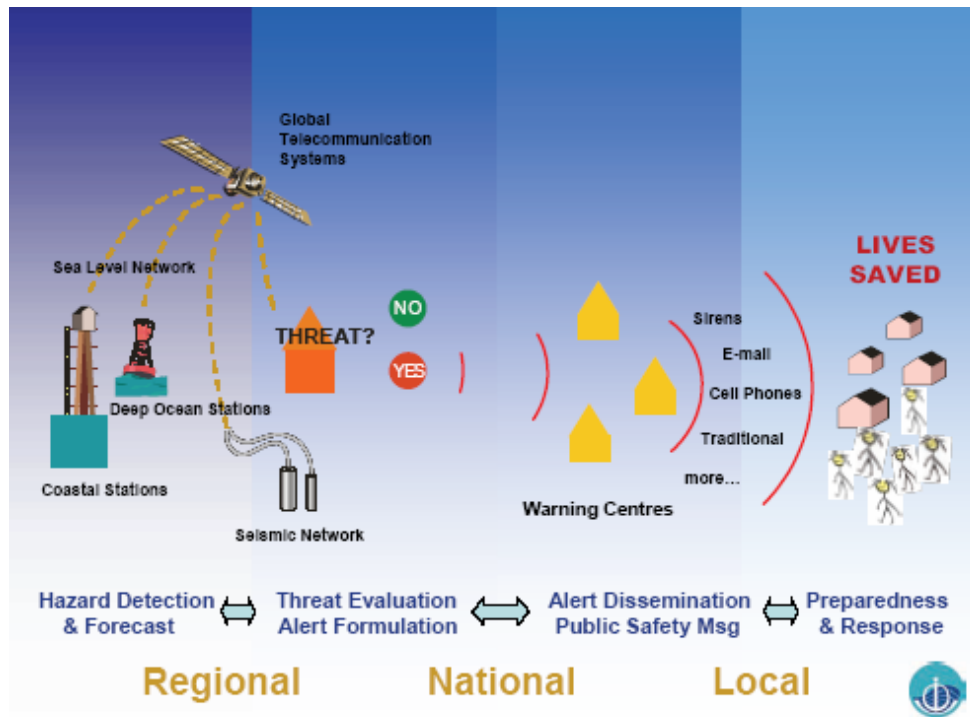 Global
Telecommunication
Systems
Sea Level Network
LIVES
SAVED
THREAT?
NO
YES
Sirens
E-mail
Cell Phones
Traditional
more...
Deep Ocean Stations
Coastal Stations
Seismic Network
Warning Centres
Hazard Detection
& Forecast
Threat Evaluation
Alert Formulation
Alert Dissemination
Public Safety Msg
Preparedness
& Response
Regional
National
Local